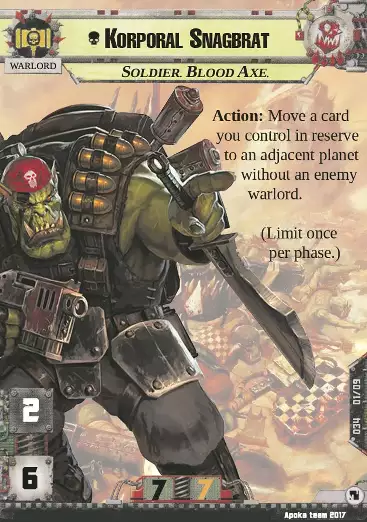 Korporal Snagbrat
WARLORD
Soldier. Blood Axe.
Action: Move a card
you control in reserve
to an adjacent planet
without an enemy
warlord.
(Limit once
per phase.)
2
6
7 7
Apoka team 2017